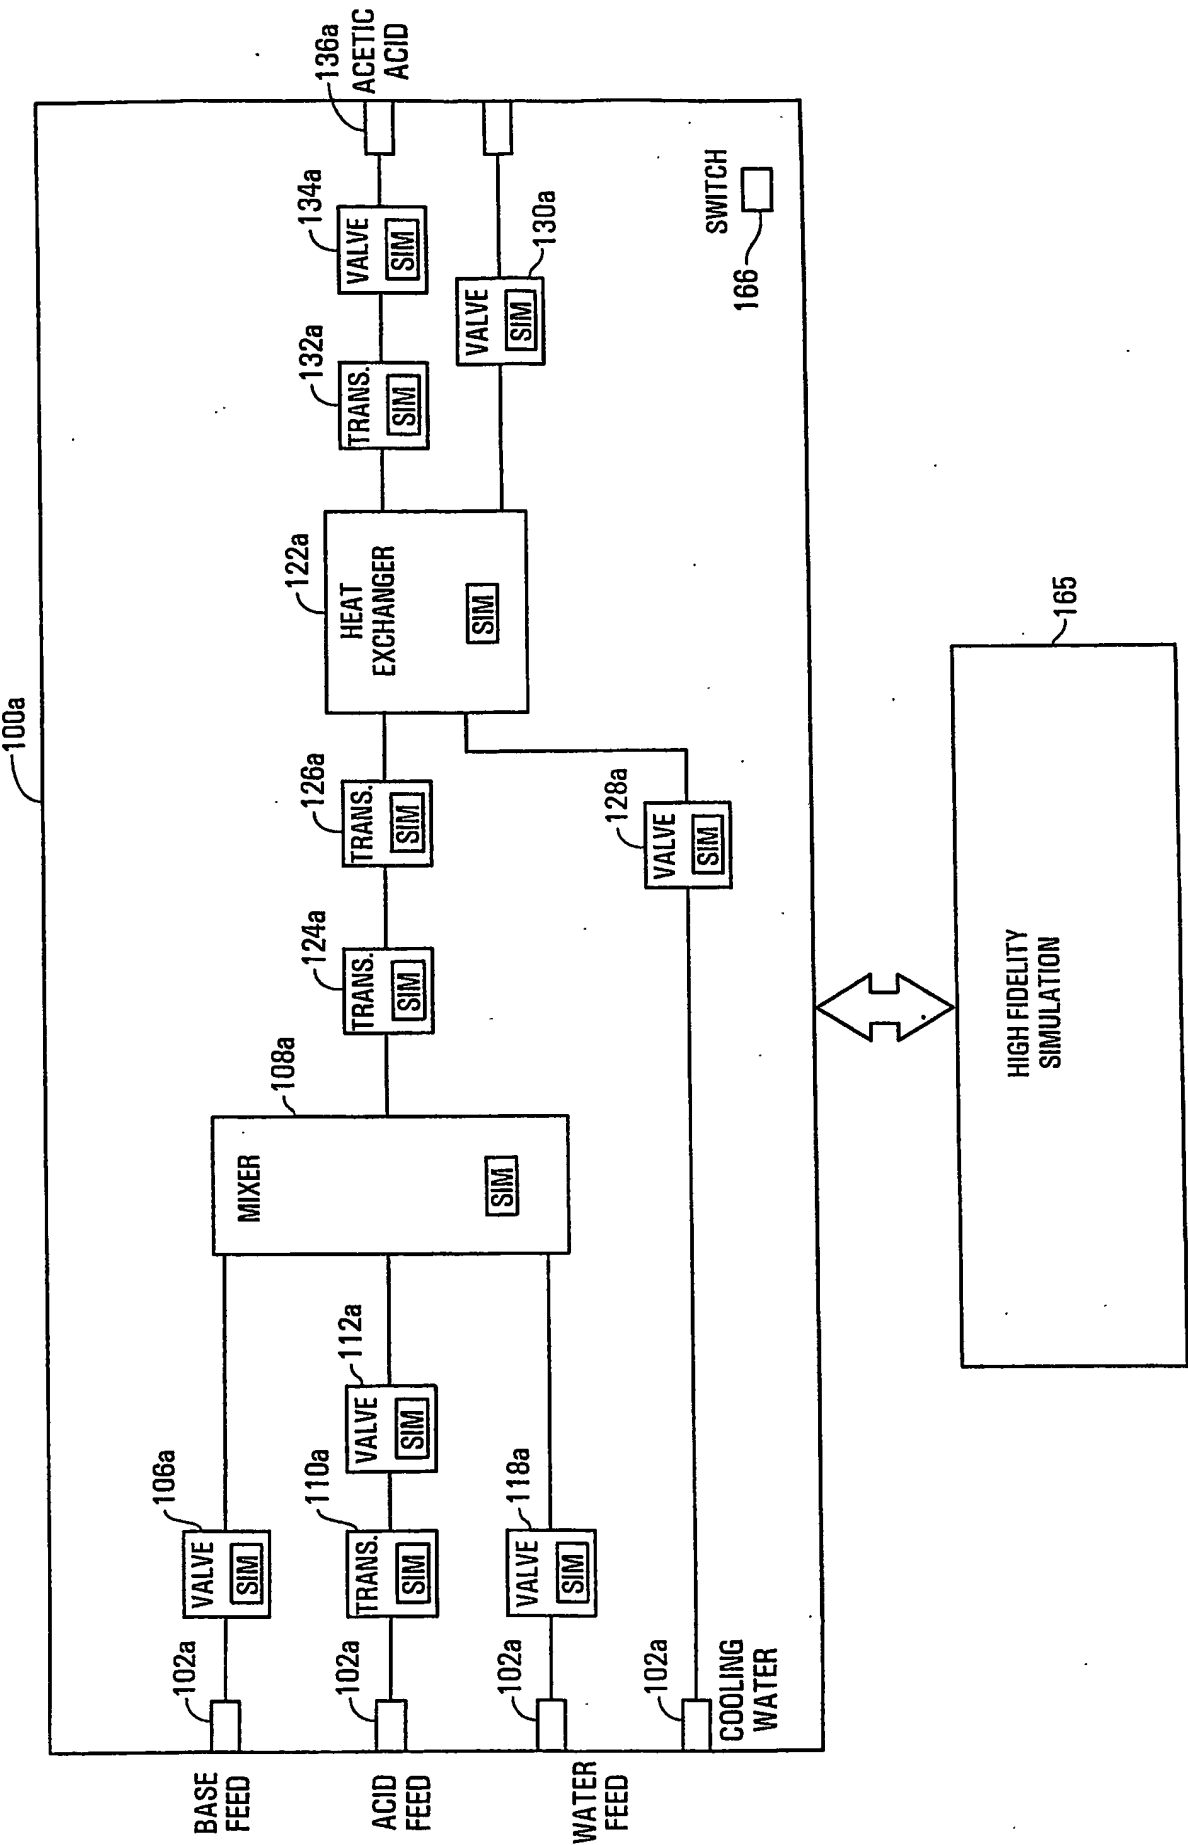 100a
136a
ACETIC
ACID
134a
VALVE
SIM
132a
TRANS.
SIM
VALVE
SIM
130a
SWITCH
166
122a
HEAT
EXCHANGER
SIM
126a
TRANS.
SIM
124a
TRANS.
SIM
128a
VALVE
SIM
108a
MIXER
SIM
106a
VALVE
SIM
112a
VALVE
SIM
110a
TRANS.
SIM
118a
VALVE
SIM
102a
102a
102a
102a
BASE
FEED
ACID
FEED
WATER
FEED
COOLING
WATER
165
HIGH FIDELITY
SIMULATION